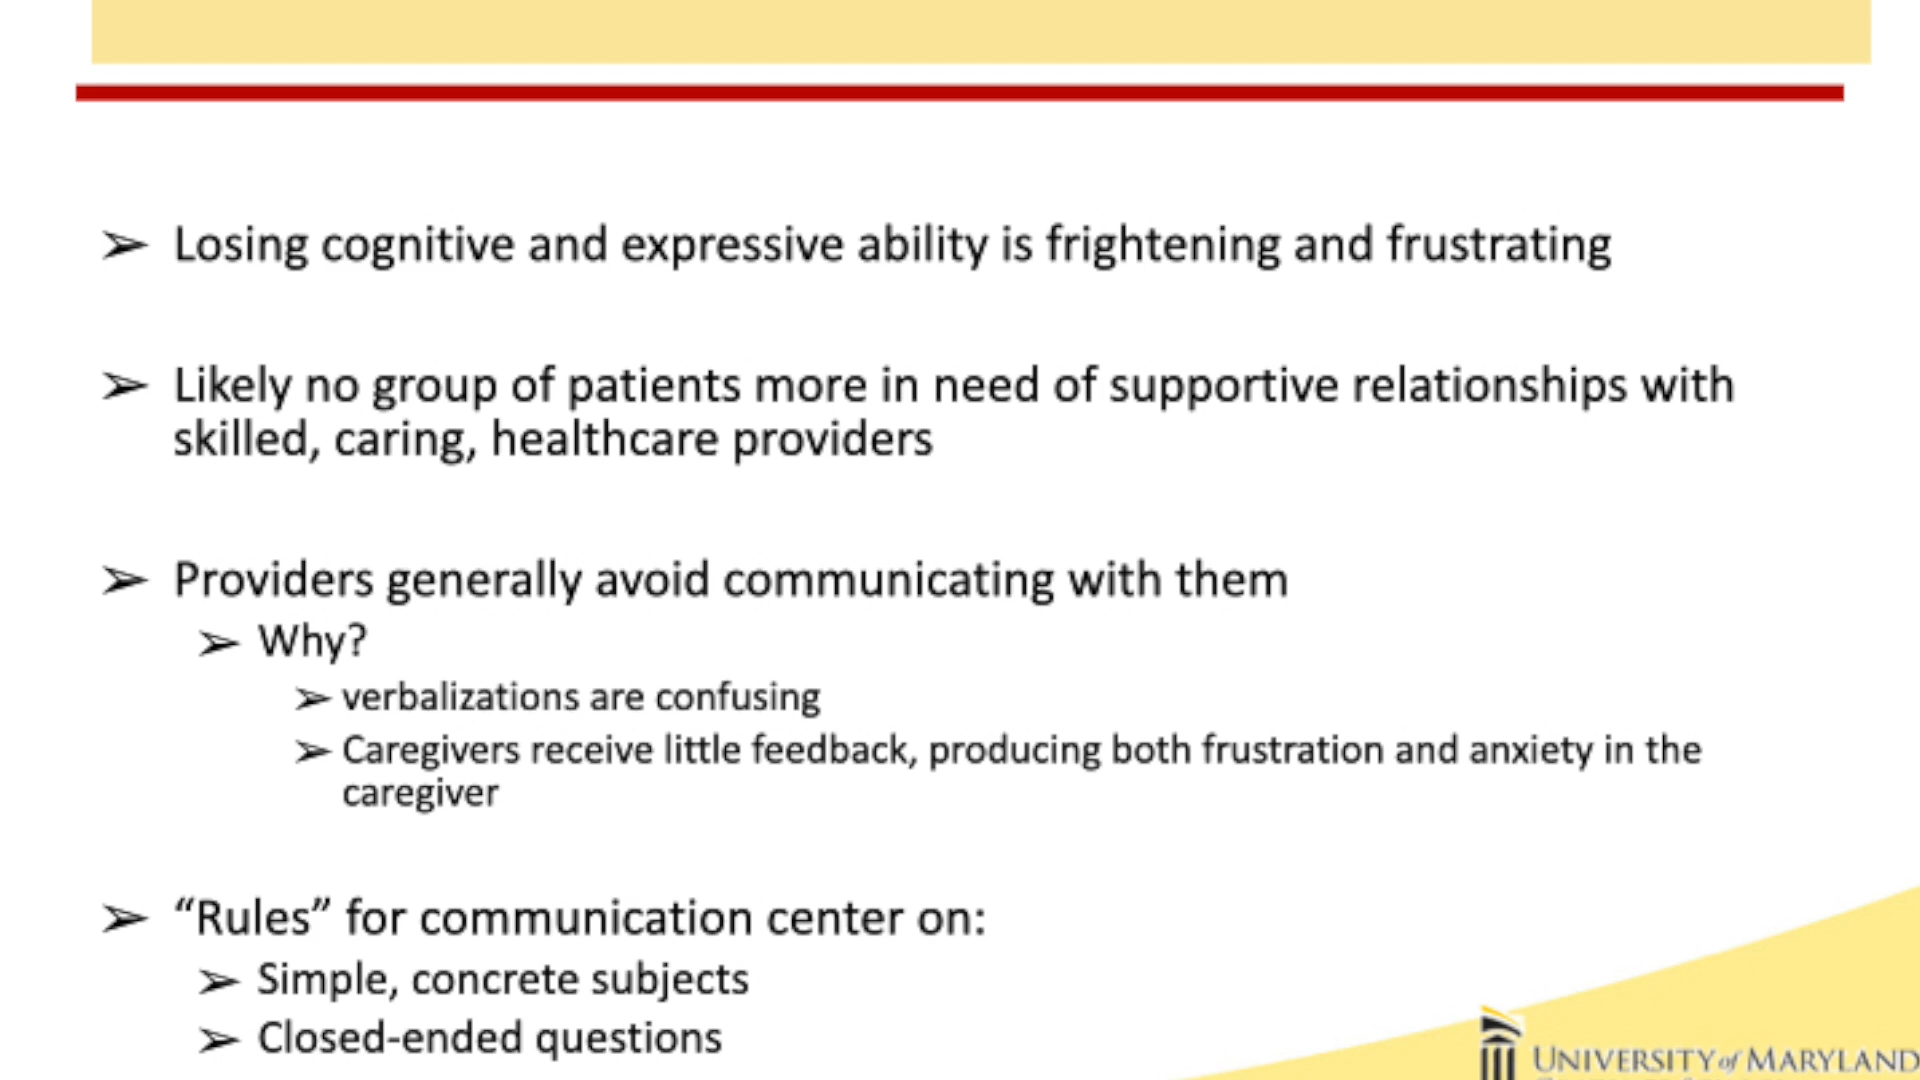 ➢ Losing cognitive and expressive ability is frightening and frustrating
➢ Likely no group of patients more in need of supportive relationships with
skilled, caring, healthcare providers
➢ Providers generally avoid communicating with them
➢ Why?
➢ verbalizations are confusing
➢ Caregivers receive little feedback, producing both frustration and anxiety in the
caregiver
➢ “Rules” for communication center on:
➢ Simple, concrete subjects
➢ Closed-ended questions
UNIVERSITY of MARYLAND